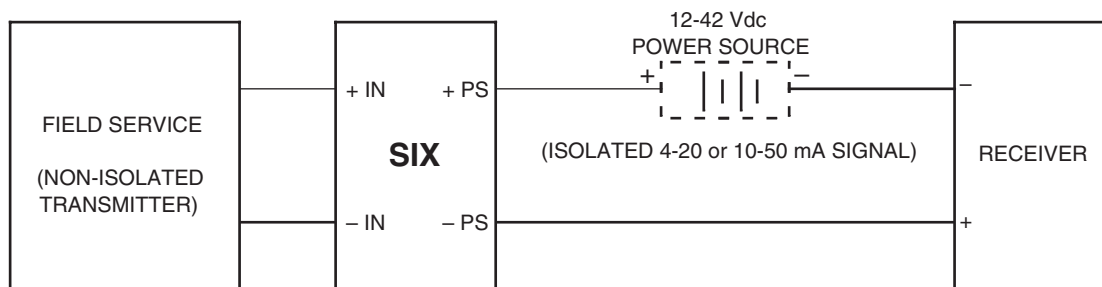 12-42 Vdc
POWER SOURCE
+ –
+ IN
+ PS
–
FIELD SERVICE
(NON-ISOLATED
TRANSMITTER)
SIX
(ISOLATED 4-20 or 10-50 mA SIGNAL)
RECEIVER
– IN
– PS
+